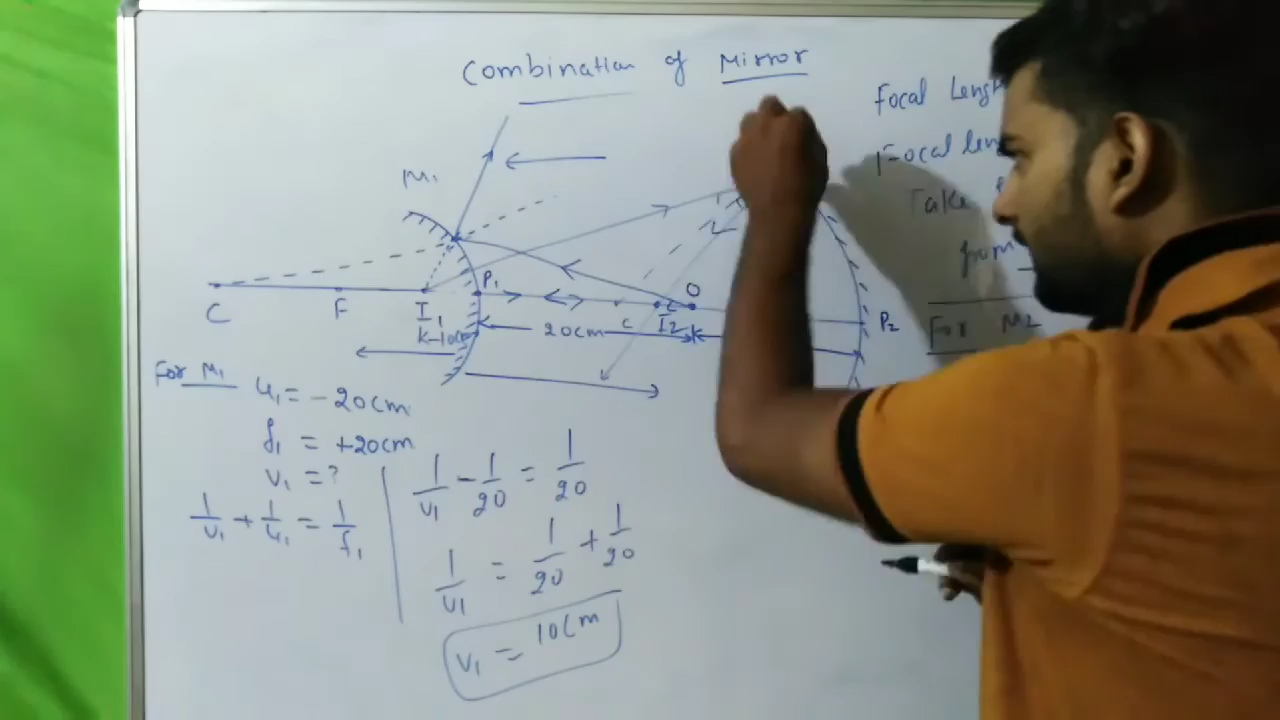 Combination of Mirror
Focal
Focal
Take
from
For M2
M1
C F I1 P1 C I2 O P2
k-10cm
20cm
For M1
u1 = -20cm
f1 = +20cm
v1 = ?
1/v1 + 1/u1 = 1/f1
1/v1 - 1/20 = 1/20
1/v1 = 1/20 + 1/20
v1 = 10cm